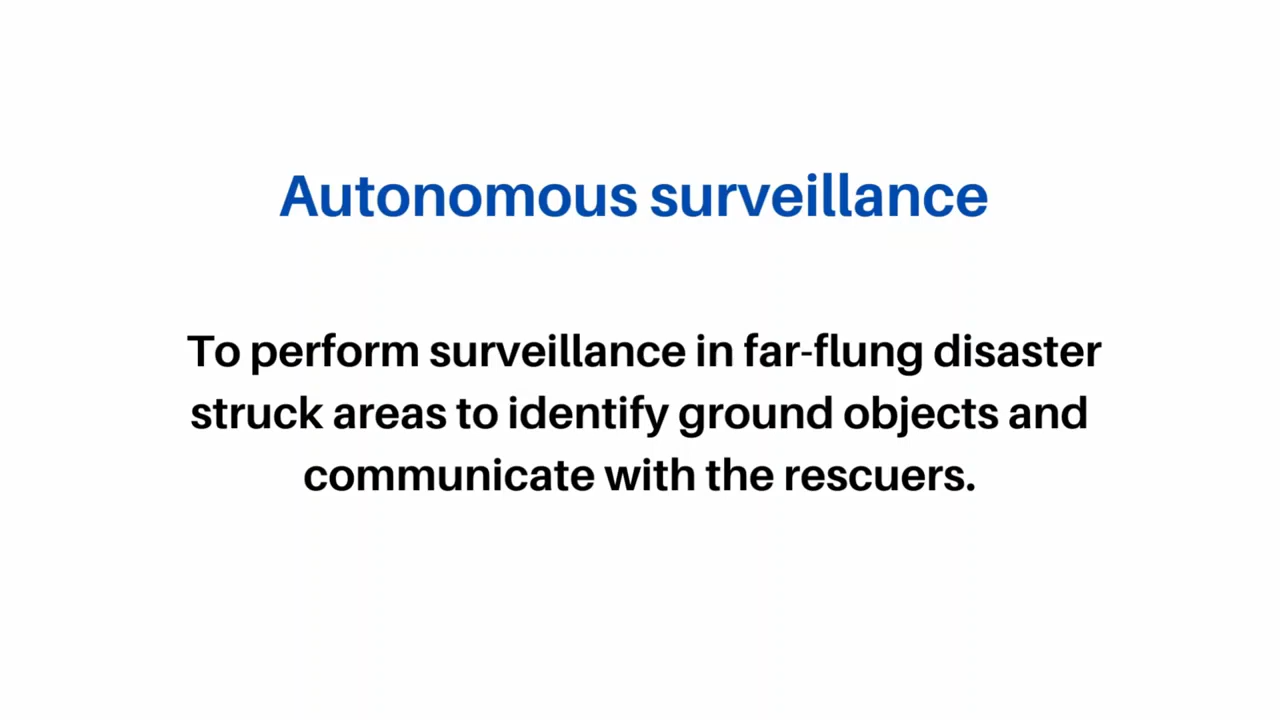 Autonomous surveillance
To perform surveillance in far-flung disaster
struck areas to identify ground objects and
communicate with the rescuers.